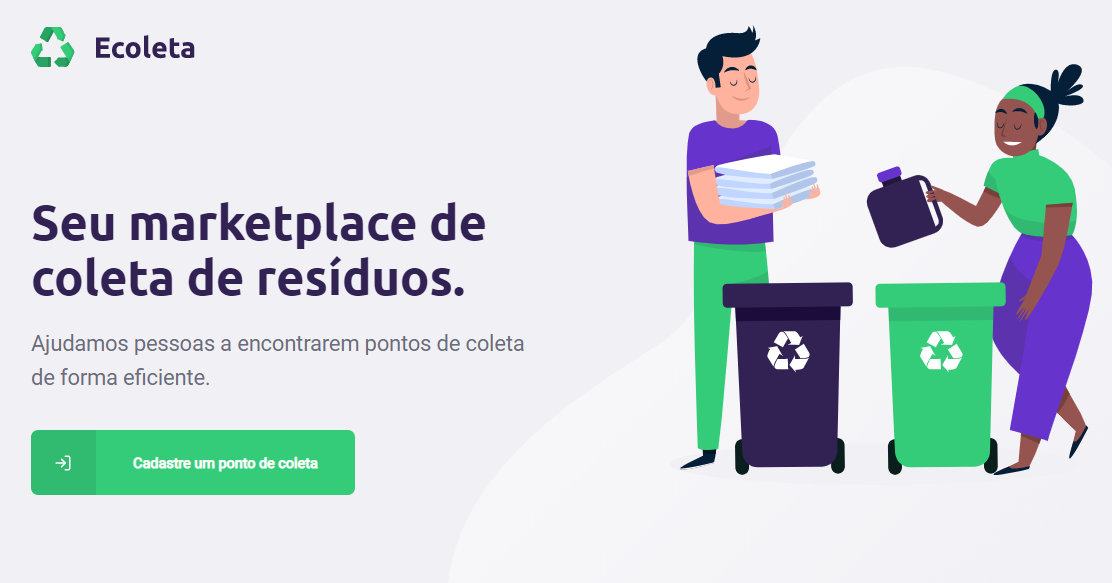 Ecoleta
Seu marketplace de
coleta de resíduos.
Ajudamos pessoas a encontrarem pontos de coleta
de forma eficiente.
Cadastre um ponto de coleta